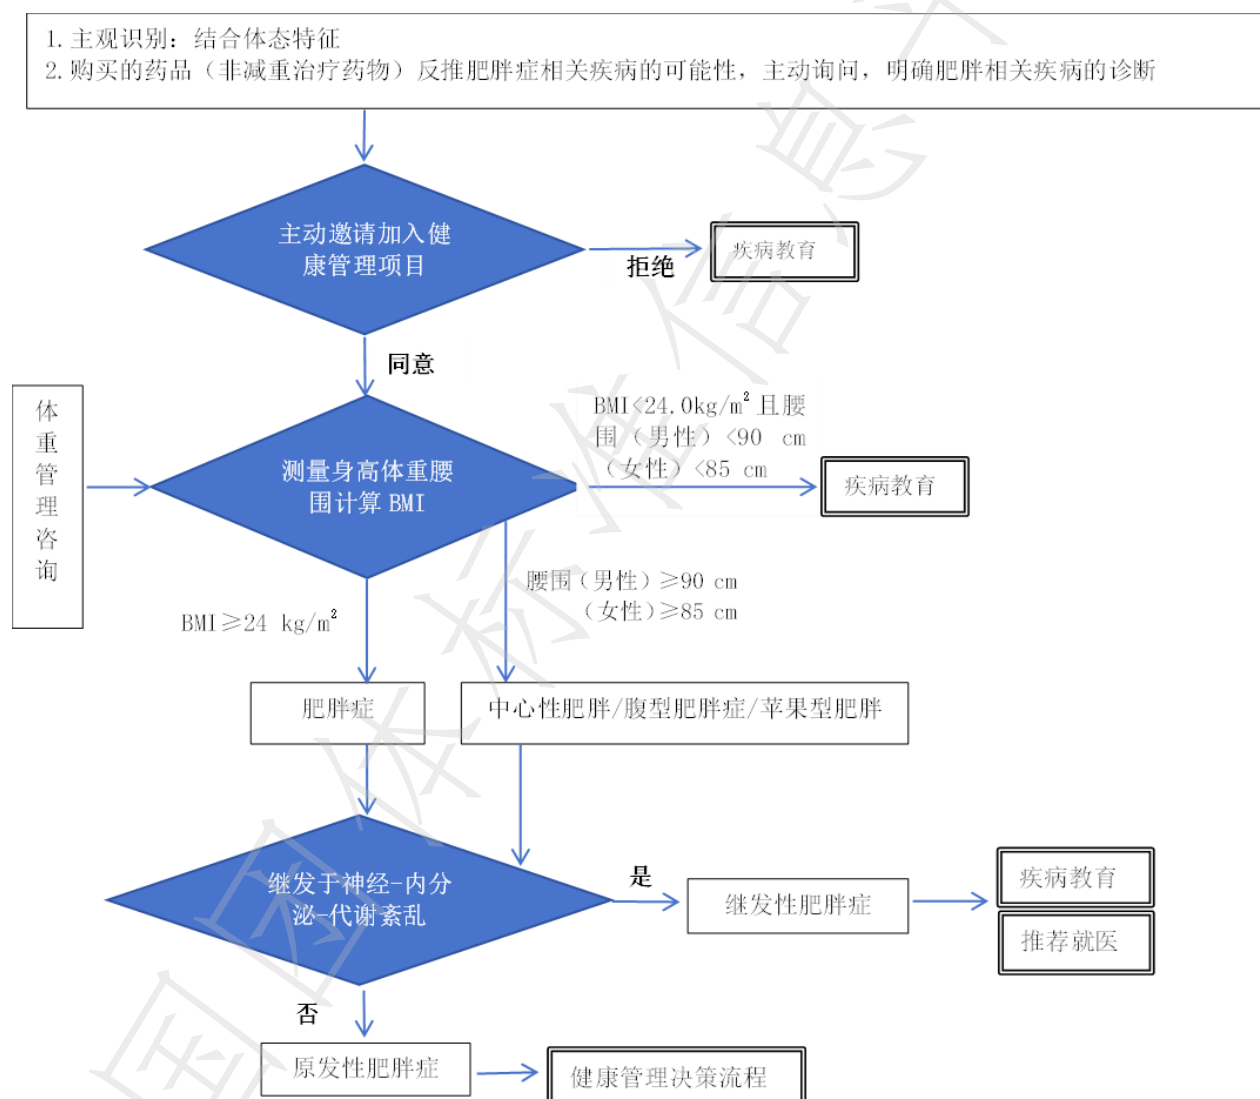 1. 主观识别：结合体态特征
2. 购买的药品（非减重治疗药物）反推肥胖症相关疾病的可能性，主动询问，明确肥胖相关疾病的诊断
主动邀请加入健
康管理项目
拒绝
疾病教育
同意
体
重
管
理
咨
询
测量身高体重腰
围计算 BMI
BMI<24.0kg/m² 且腰
围（男性）<90 cm
（女性）<85 cm
疾病教育
BMI≥24 kg/m²
腰围（男性）≥90 cm
（女性）≥85 cm
肥胖症
中心性肥胖/腹型肥胖症/苹果型肥胖
继发于神经-内分
泌-代谢紊乱
是
继发性肥胖症
疾病教育
推荐就医
否
原发性肥胖症
健康管理决策流程
国团体标准信息